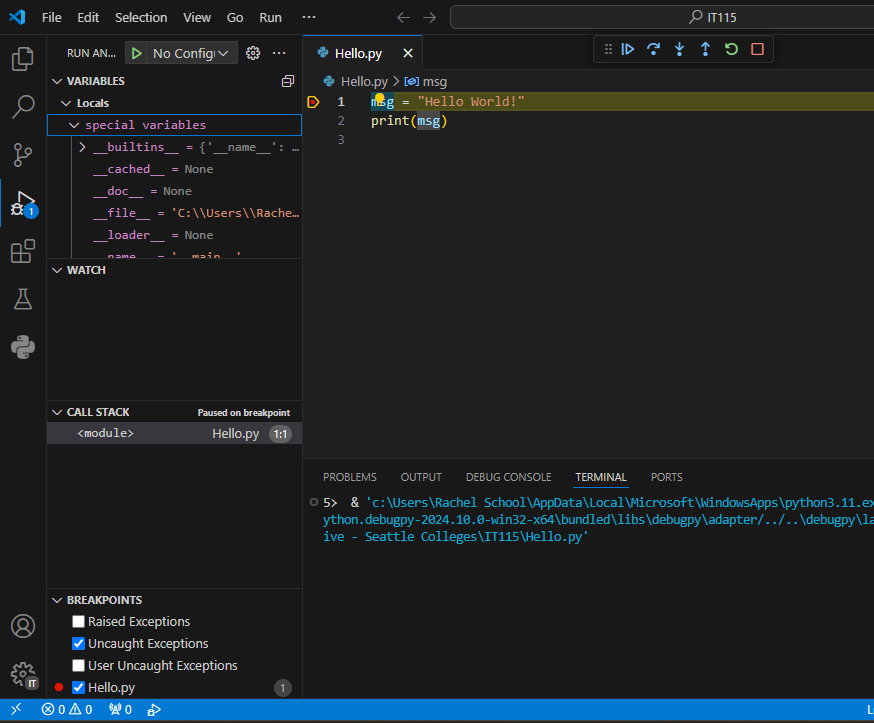 File Edit Selection View Go Run ··· IT115
RUN AN... No Config ···
Hello.py
VARIABLES
Locals
special variables
__builtins__ = {'__name__': …
__cached__ = None
__doc__ = None
__file__ = 'C:\\Users\\Rache…
__loader__ = None
__name__ = '__main__'
WATCH
CALL STACK Paused on breakpoint
<module> Hello.py 1:1
BREAKPOINTS
Raised Exceptions
Uncaught Exceptions
User Uncaught Exceptions
Hello.py 1
Hello.py > msg
1 msg = "Hello World!"
2 print(msg)
3
PROBLEMS OUTPUT DEBUG CONSOLE TERMINAL PORTS
5> & 'c:\Users\Rachel School\AppData\Local\Microsoft\WindowsApps\python3.11.ex
ython.debugpy-2024.10.0-win32-x64\bundled\libs\debugpy\adapter/../..\debugpy\la
ive - Seattle Colleges\IT115\Hello.py'
1
IT
0 0 0